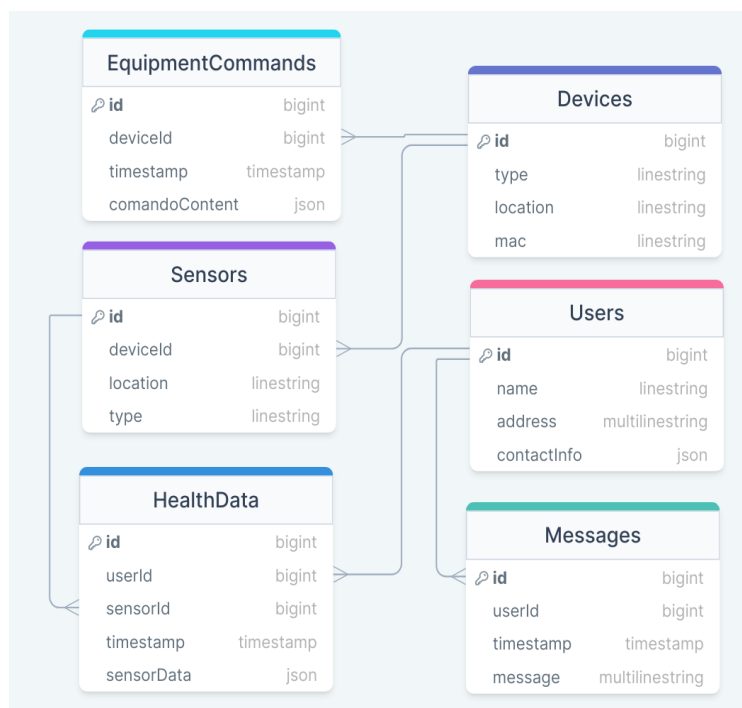 EquipmentCommands
id bigint
deviceId bigint
timestamp timestamp
comandoContent json
Devices
id bigint
type linestring
location linestring
mac linestring
Sensors
id bigint
deviceId bigint
location linestring
type linestring
Users
id bigint
name linestring
address multilinestring
contactInfo json
HealthData
id bigint
userId bigint
sensorId bigint
timestamp timestamp
sensorData json
Messages
id bigint
userId bigint
timestamp timestamp
message multilinestring